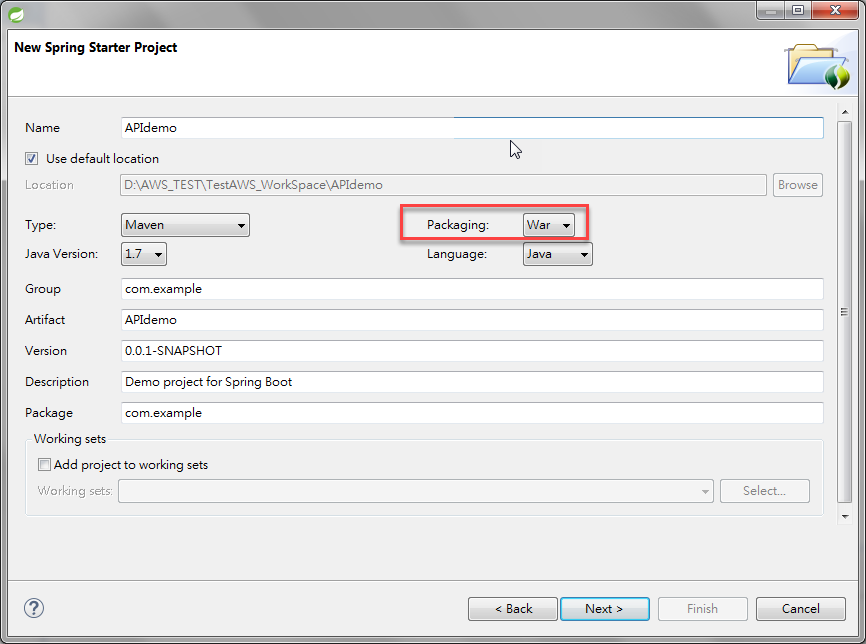 New Spring Starter Project
Name APIdemo
Use default location
Location D:\AWS_TEST\TestAWS_WorkSpace\APIdemo Browse
Type: Maven Packaging: War
Java Version: 1.7 Language: Java
Group com.example
Artifact APIdemo
Version 0.0.1-SNAPSHOT
Description Demo project for Spring Boot
Package com.example
Working sets
Add project to working sets
Working sets: Select...
? < Back Next > Finish Cancel